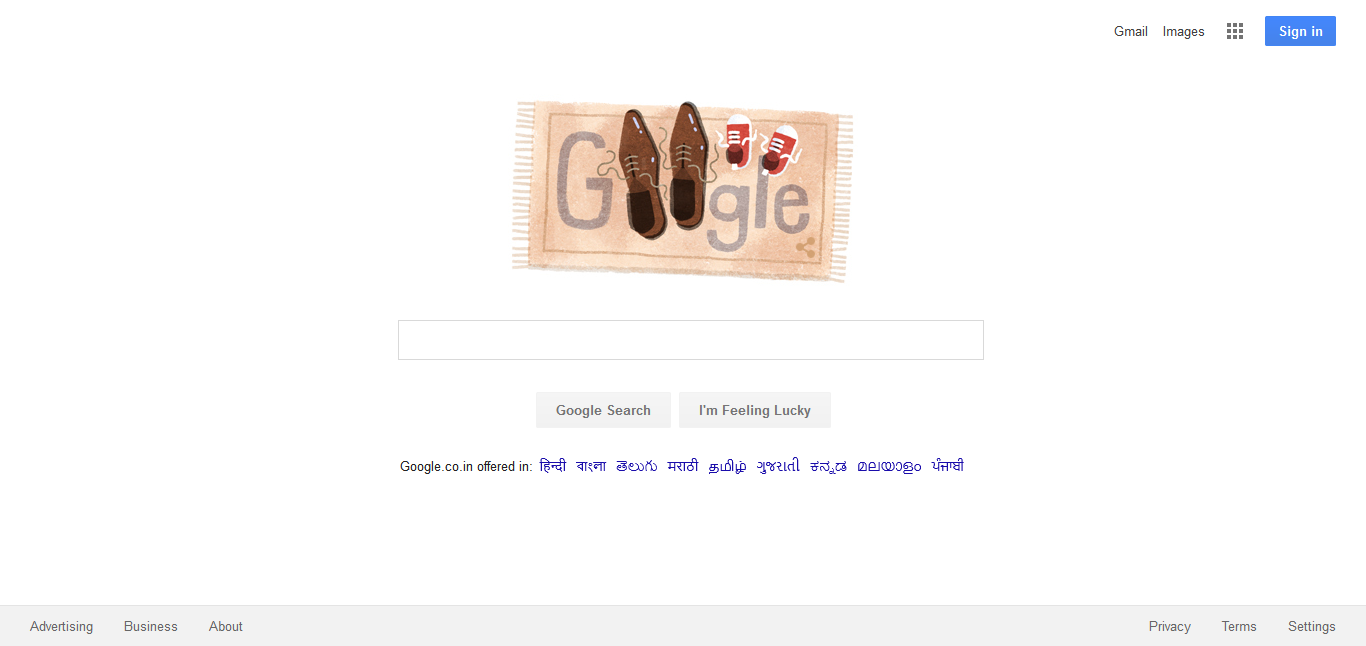 Gmail Images Sign in
Google
Google Search I'm Feeling Lucky
Google.co.in offered in: हिन्दी বাংলা తెలుగు मराठी தமிழ் ગુજરાતી ಕನ್ನಡ മലയാളം ਪੰਜਾਬੀ
Advertising Business About Privacy Terms Settings